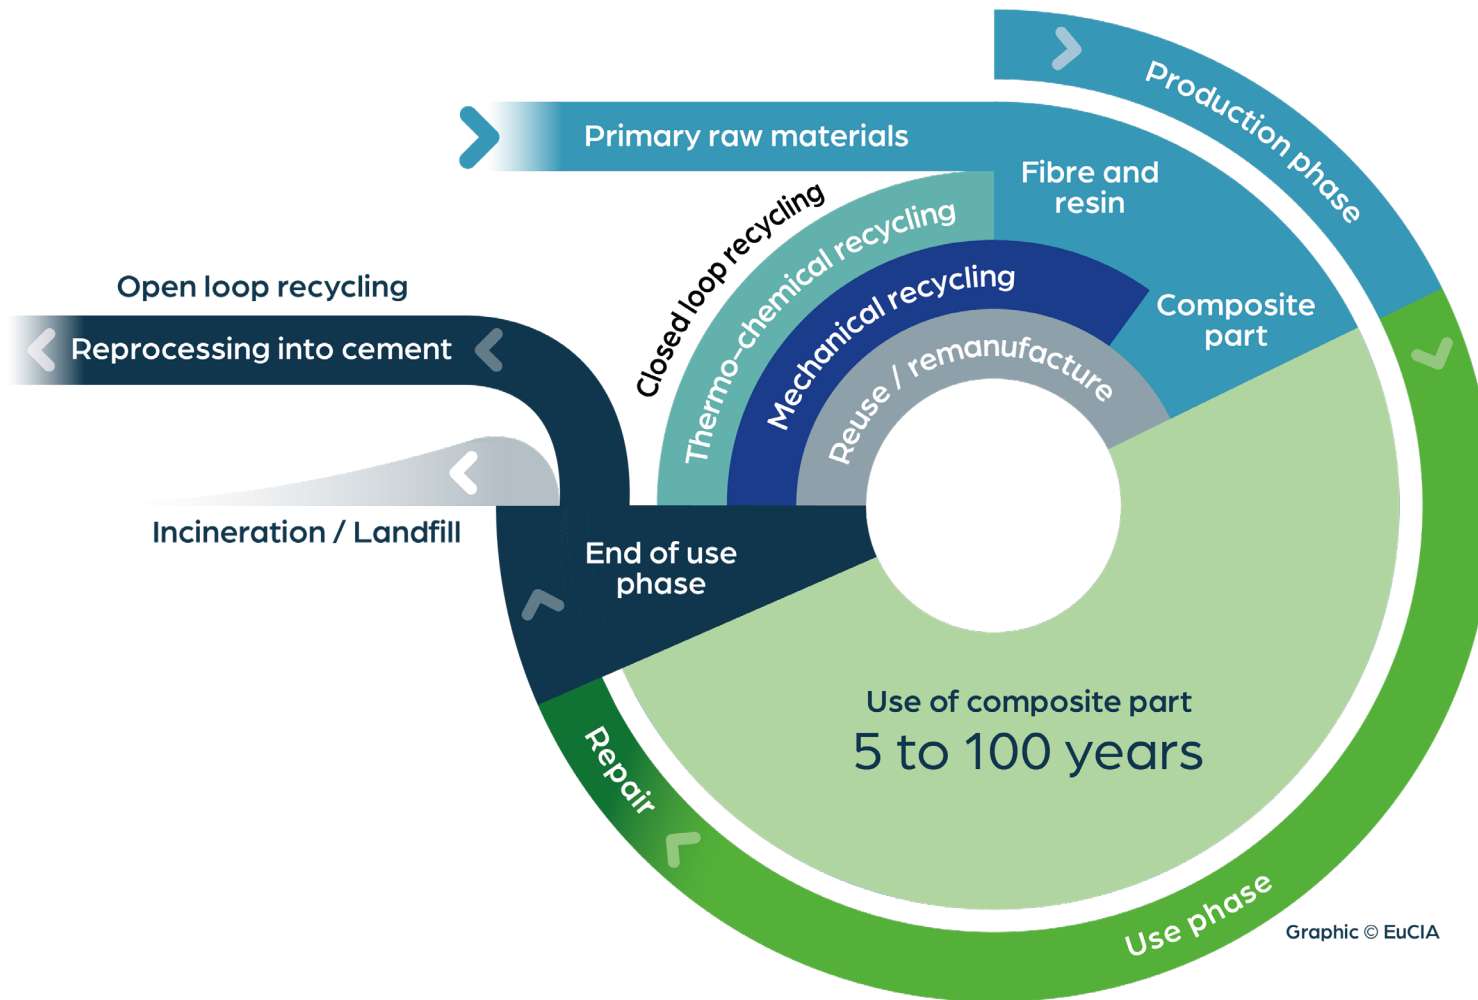 Production phase
Primary raw materials
Fibre and
resin
Closed loop recycling
Thermo-chemical recycling
Mechanical recycling
Reuse / remanufacture
Composite
part
Open loop recycling
Reprocessing into cement
Incineration / Landfill
End of use
phase
Use of composite part
5 to 100 years
Repair
Use phase
Graphic © EuCIA